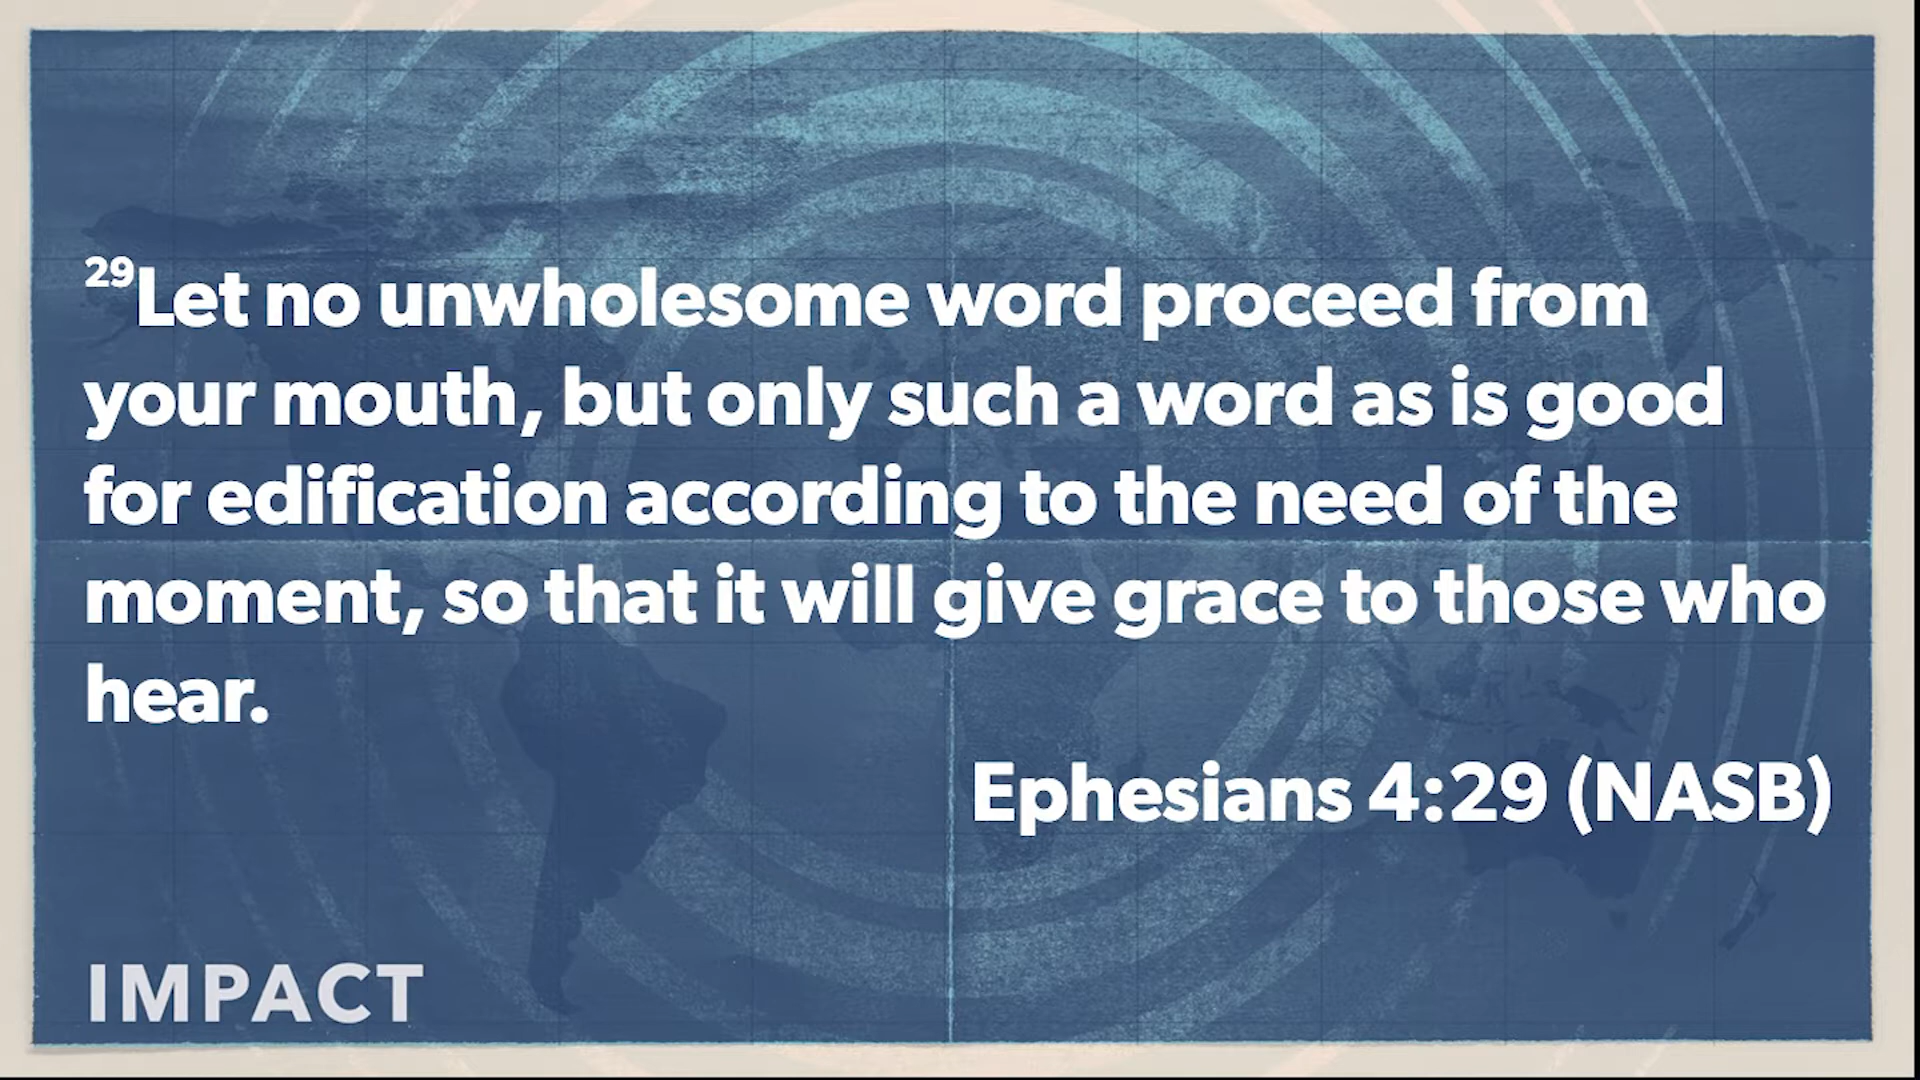 29Let no unwholesome word proceed from
your mouth, but only such a word as is good
for edification according to the need of the
moment, so that it will give grace to those who
hear.
Ephesians 4:29 (NASB)
IMPACT